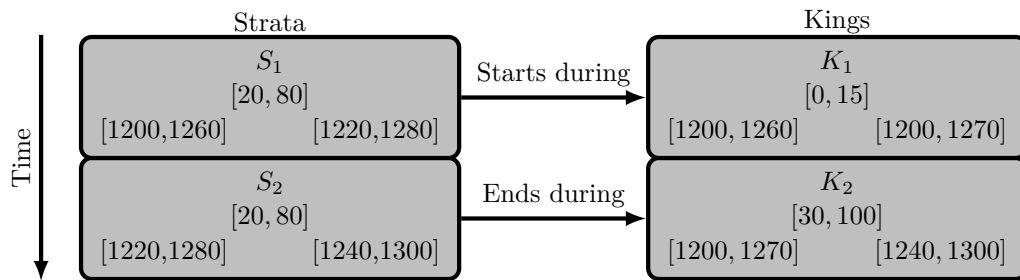 Strata
Kings
Time
S₁
[20, 80]
[1200,1260] [1220,1280]
Starts during
K₁
[0, 15]
[1200, 1260] [1200, 1270]
S₂
[20, 80]
[1220,1280] [1240,1300]
Ends during
K₂
[30, 100]
[1200, 1270] [1240, 1300]